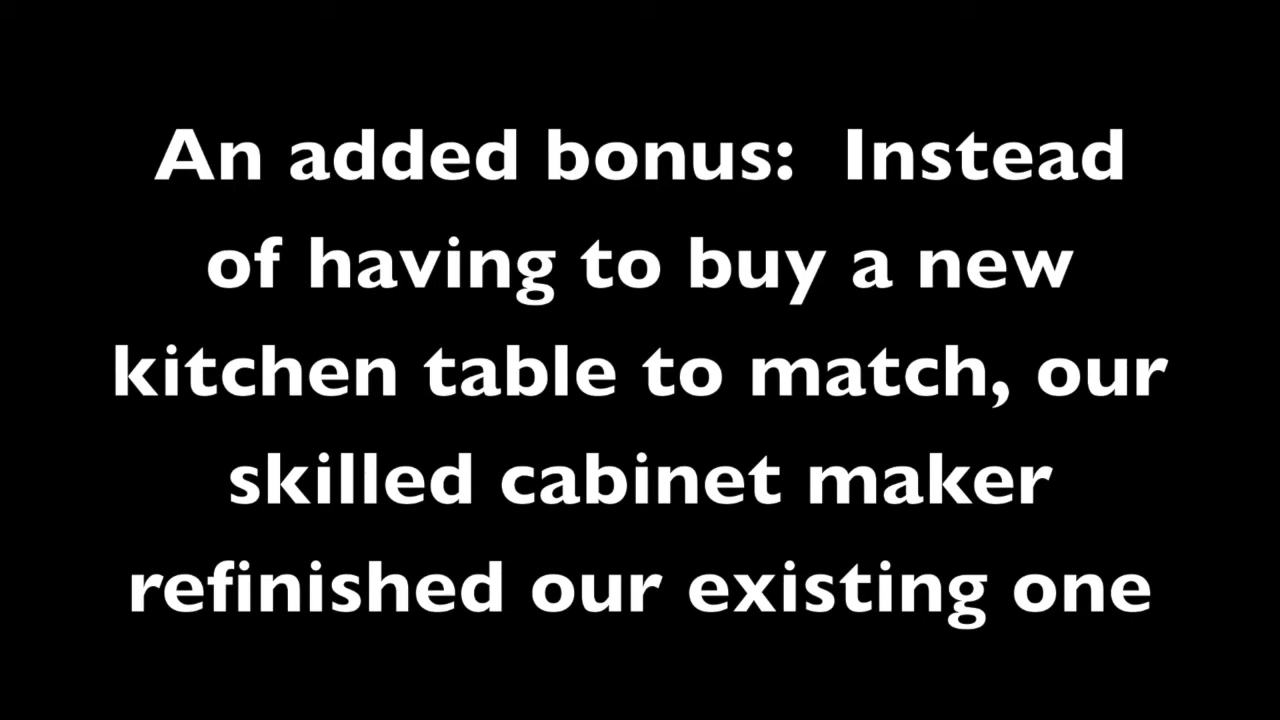 An added bonus:  Instead
of having to buy a new
kitchen table to match, our
skilled cabinet maker
refinished our existing one